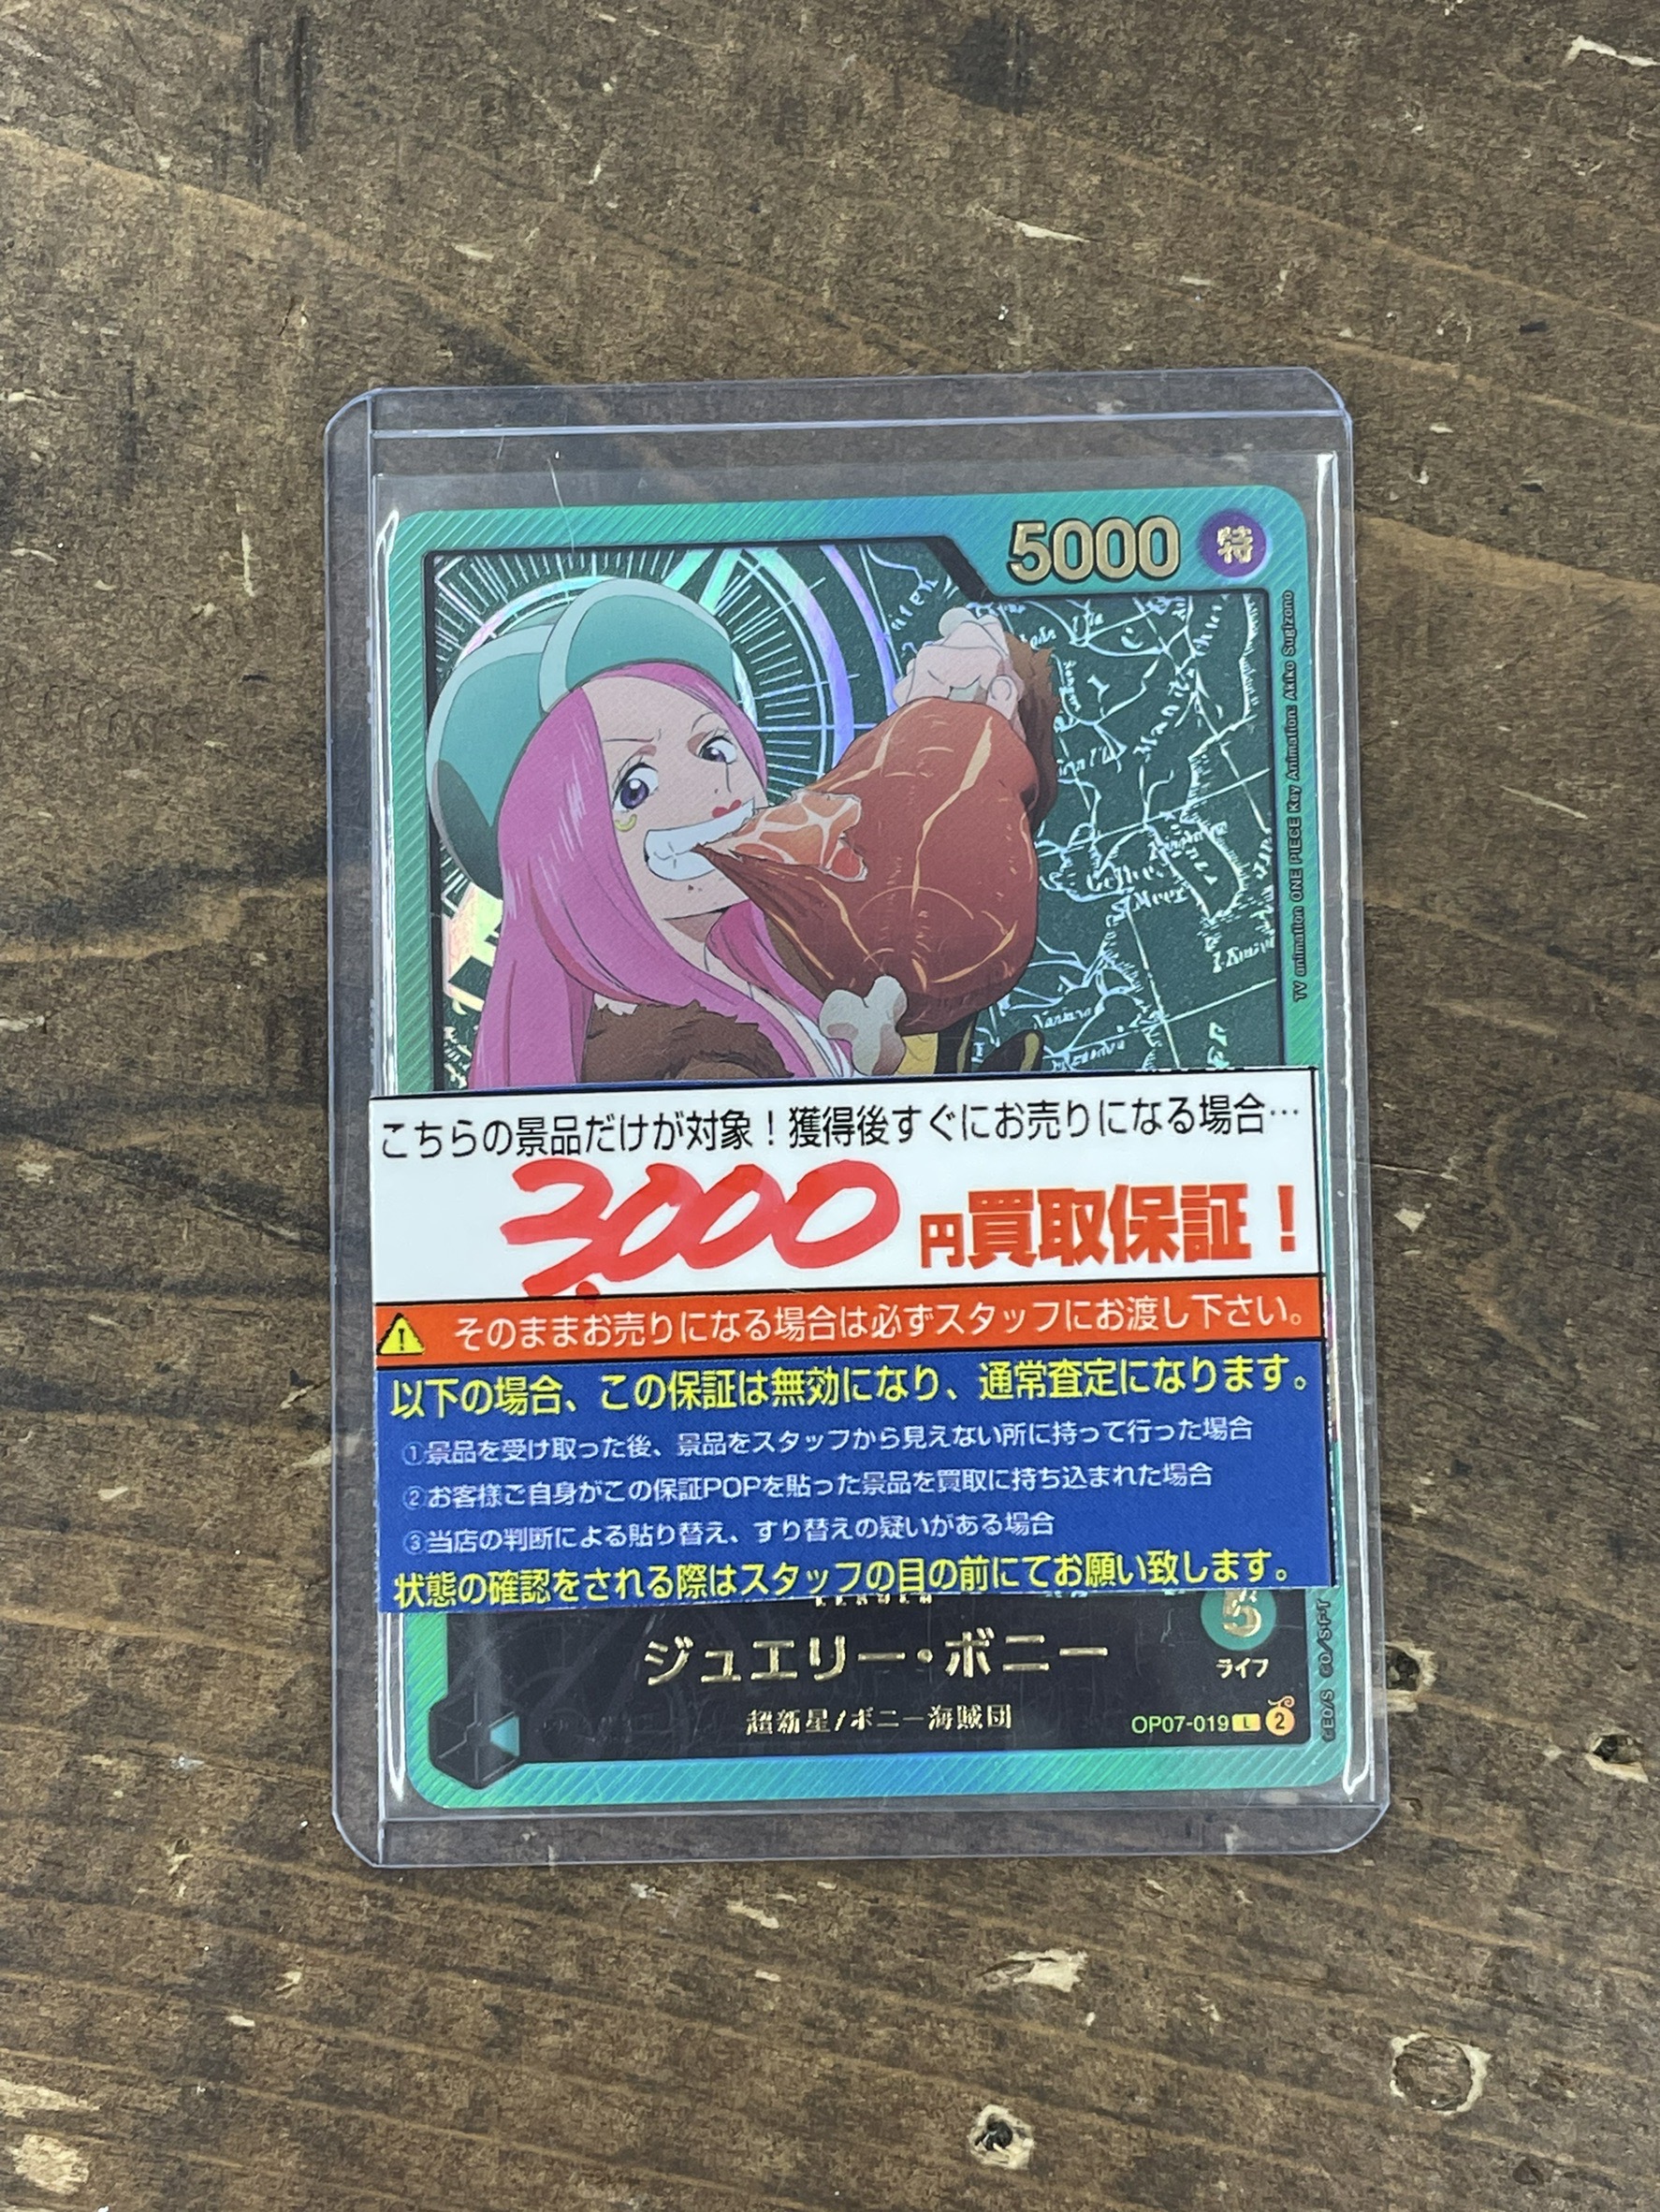 5000
特
TV animation ONE PIECE Key Animation: Akiko Sugizono
こちらの景品だけが対象！獲得後すぐにお売りになる場合…
3,000円買取保証！
そのままお売りになる場合は必ずスタッフにお渡し下さい。
以下の場合、この保証は無効になり、通常査定になります。
①景品を受け取った後、景品をスタッフから見えない所に持って行った場合
②お客様ご自身がこの保証POPを貼った景品を買取に持ち込まれた場合
③当店の判断による貼り替え、すり替えの疑いがある場合
状態の確認をされる際はスタッフの目の前にてお願い致します。
5
ライフ
ジュエリー・ボニー
超新星/ボニー海賊団
OP07-019 L 2